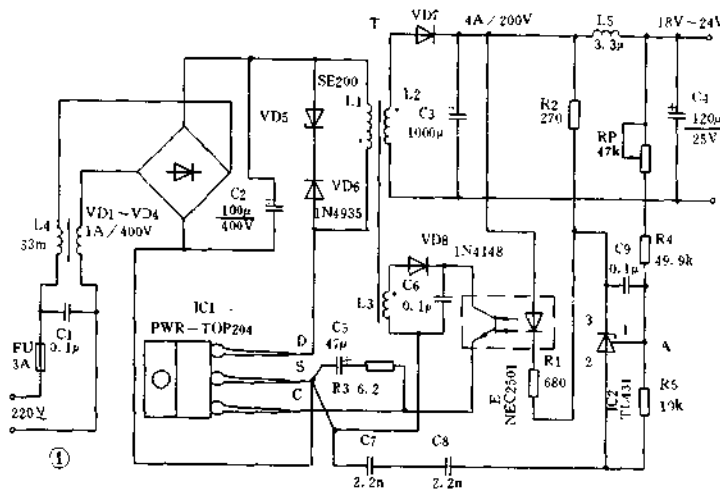 T
VD7
4A/200V
L5
3.3μ
18V~24V
SE200
L1
L2
VD5
C3
1000μ
R2
270
RP
47k
C4
120μ
25V
VD6
1N4935
C2
100μ
400V
VD1~VD4
1A/400V
L4
33m
VD8
1N4148
C9
0.1μ
R4
49.9k
L3
C6
0.1μ
IC1
PWR-TOP204
C1
0.1μ
FU
3A
D
S
C
C5
47μ
R3 6.2
E
NEC2501
R1
680
3
1
2
A
IC2
TL431
R5
10k
220V
①
C7
2.2n
C8
2.2n